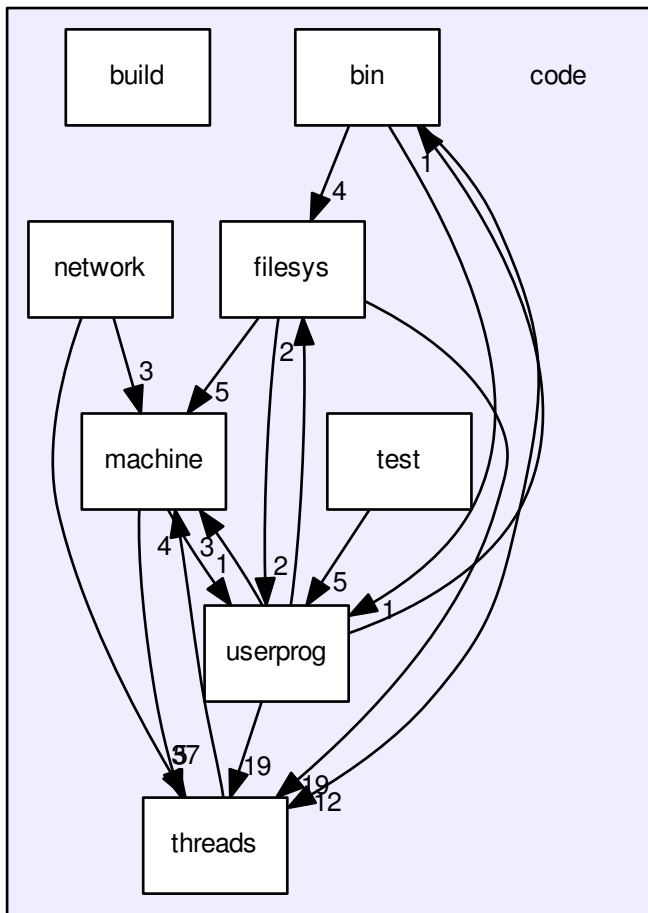 build
bin
code
1
4
network
filesys
2
3
5
machine
test
4
3
1
2
5
1
userprog
19
19
12
threads